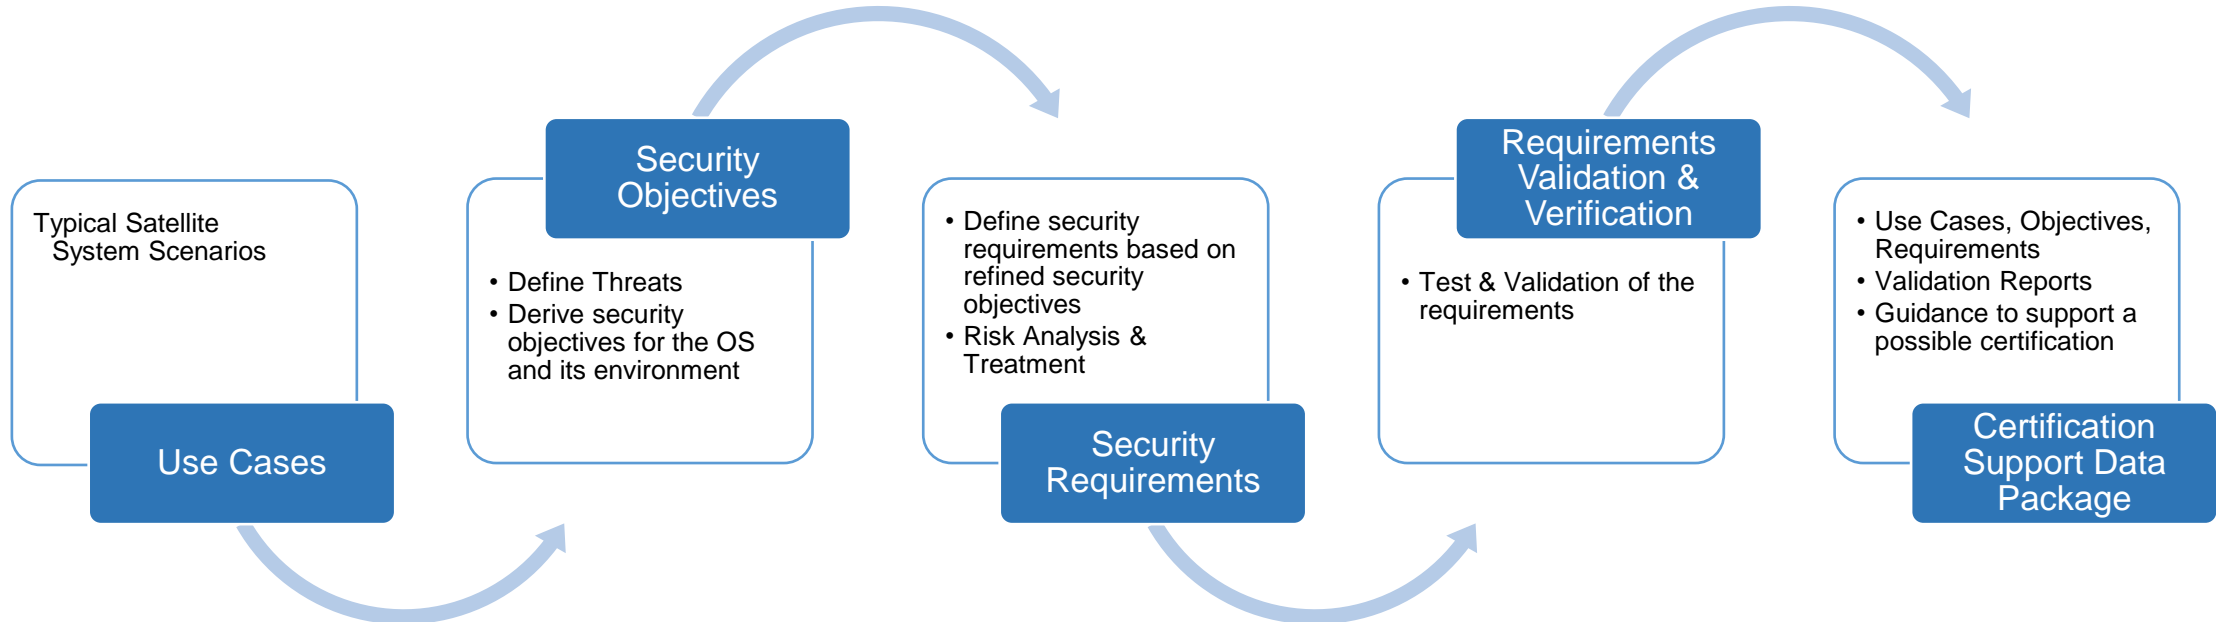 Typical Satellite
System Scenarios
Use Cases
Security
Objectives
• Define Threats
• Derive security
objectives for the OS
and its environment
• Define security
requirements based on
refined security
objectives
• Risk Analysis &
Treatment
Security
Requirements
Requirements
Validation &
Verification
• Test & Validation of the
requirements
• Use Cases, Objectives,
Requirements
• Validation Reports
• Guidance to support a
possible certification
Certification
Support Data
Package